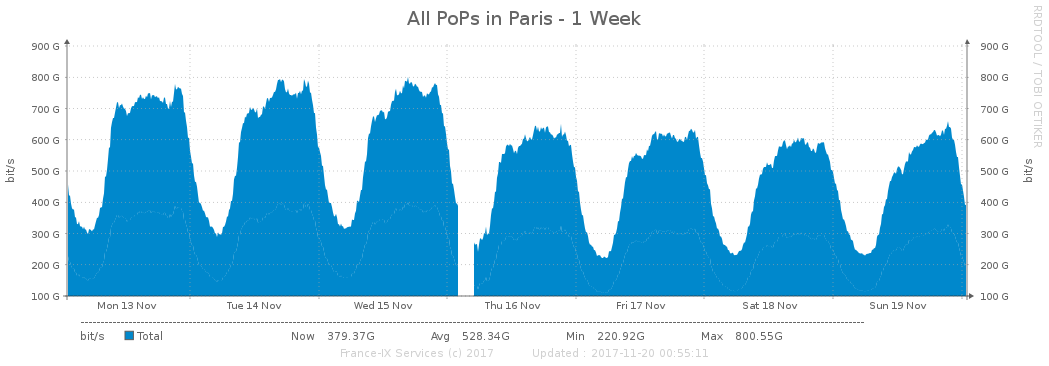 All PoPs in Paris - 1 Week
RRDTOOL / TOBI OETIKER
900 G 900 G
800 G 800 G
700 G 700 G
600 G 600 G
500 G 500 G
400 G 400 G
300 G 300 G
200 G 200 G
100 G 100 G
bit/s
bit/s
Mon 13 Nov Tue 14 Nov Wed 15 Nov Thu 16 Nov Fri 17 Nov Sat 18 Nov Sun 19 Nov
bit/s Total Now 379.37G Avg 528.34G Min 220.92G Max 800.55G
France-IX Services (c) 2017 Updated : 2017-11-20 00:55:11